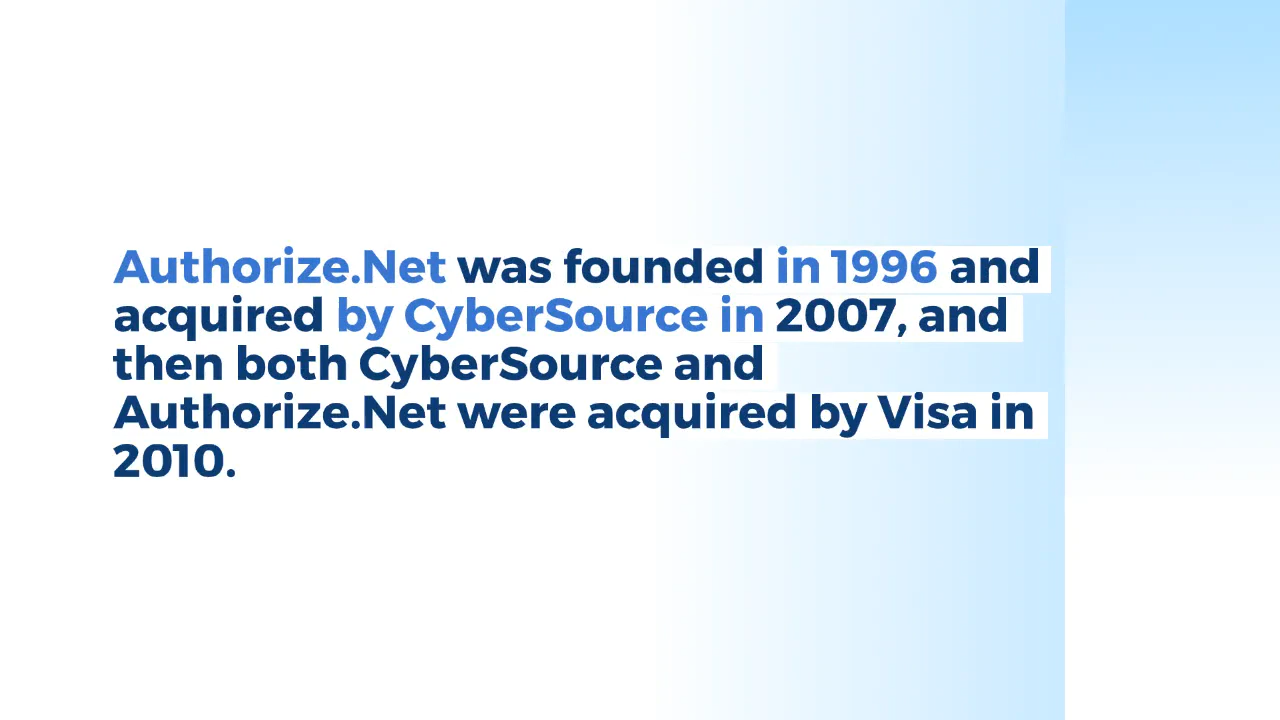 Authorize.Net was founded in 1996 and
acquired by CyberSource in 2007, and
then both CyberSource and
Authorize.Net were acquired by Visa in
2010.